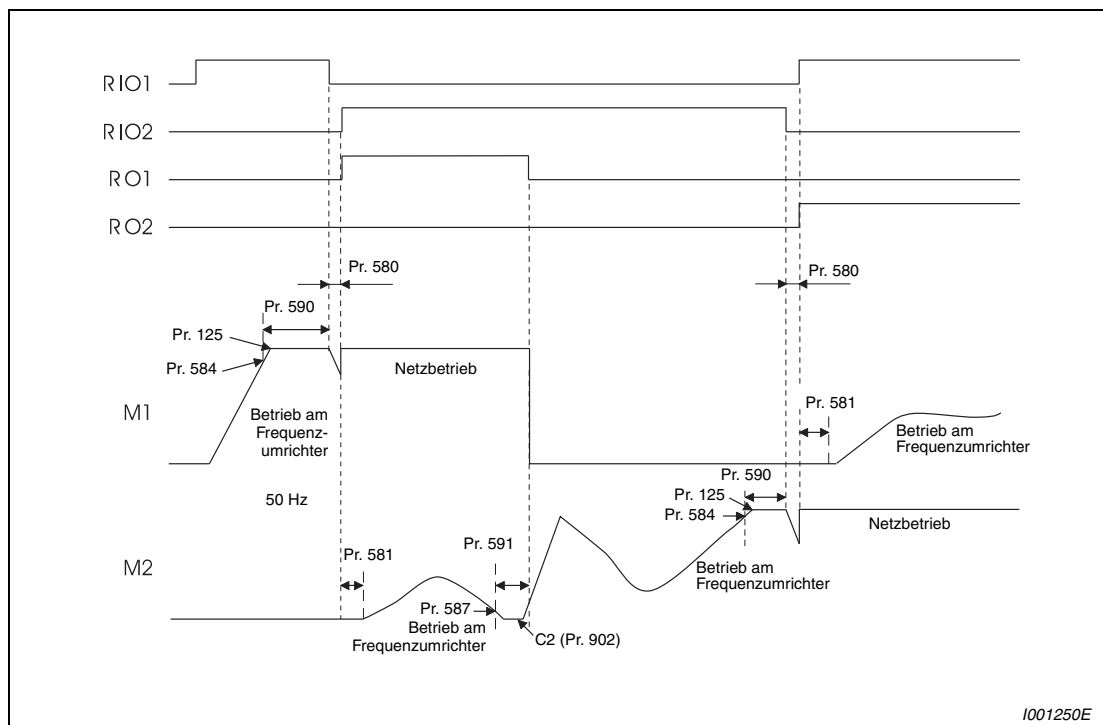 RIO1
RIO2
RO1
RO2
Pr. 580
Pr. 580
Pr. 590
Pr. 125
Pr. 584
Netzbetrieb
M1
Betrieb am
Frequenz-
umrichter
Pr. 581
Betrieb am
Frequenzumrichter
50 Hz
Pr. 590
Pr. 125
Pr. 584
Netzbetrieb
M2
Pr. 581
Pr. 591
Betrieb am
Frequenzumrichter
Pr. 587
Betrieb am
Frequenzumrichter
C2 (Pr. 902)
I001250E